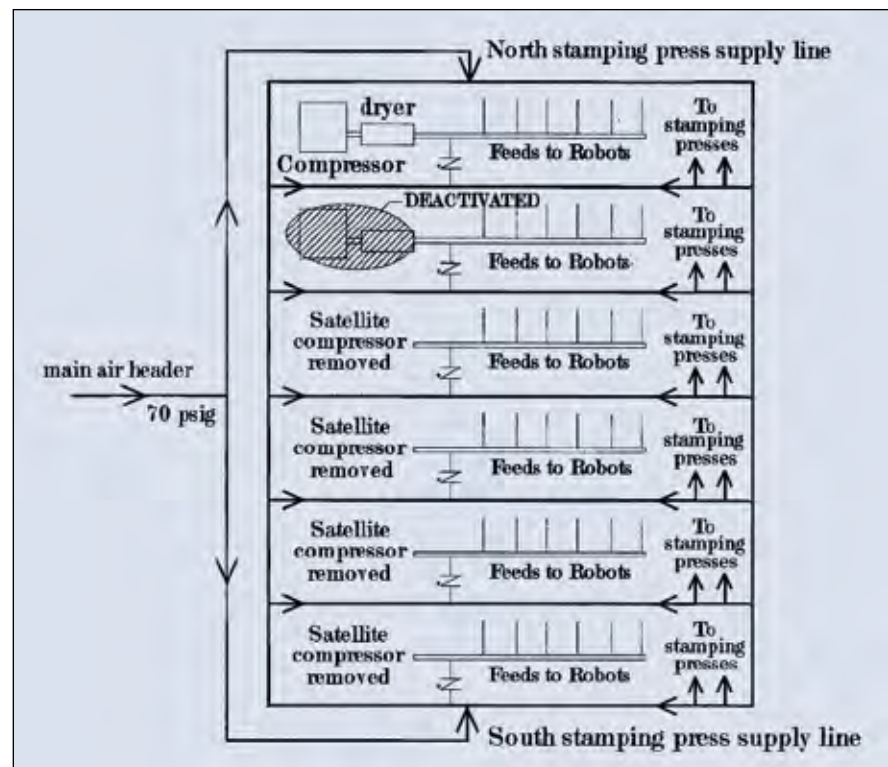 North stamping press supply line
dryer
Compressor
Feeds to Robots
To
stamping
presses
DEACTIVATED
Feeds to Robots
To
stamping
presses
Satellite
compressor
removed
Feeds to Robots
To
stamping
presses
main air header
70 psig
Satellite
compressor
removed
Feeds to Robots
To
stamping
presses
Satellite
compressor
removed
Feeds to Robots
To
stamping
presses
Satellite
compressor
removed
Feeds to Robots
To
stamping
presses
South stamping press supply line